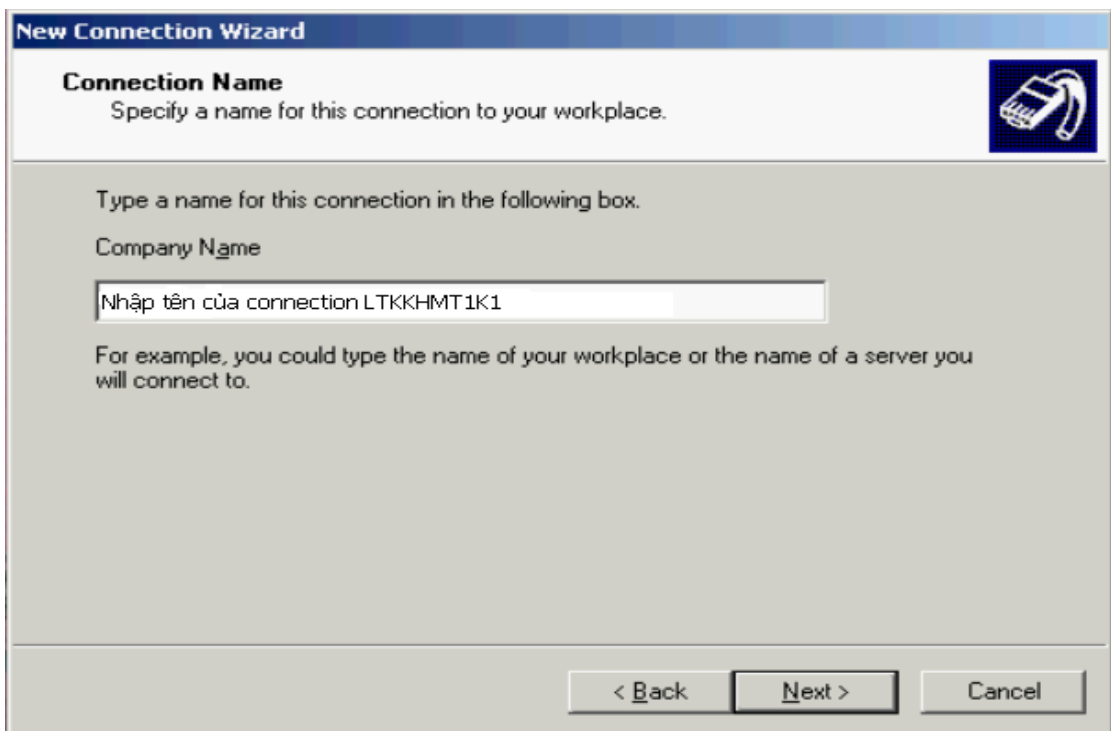 New Connection Wizard
Connection Name
Specify a name for this connection to your workplace.
Type a name for this connection in the following box.
Company Name
Nhập tên của connection LTKKHMT1K1
For example, you could type the name of your workplace or the name of a server you
will connect to.
< Back Next > Cancel